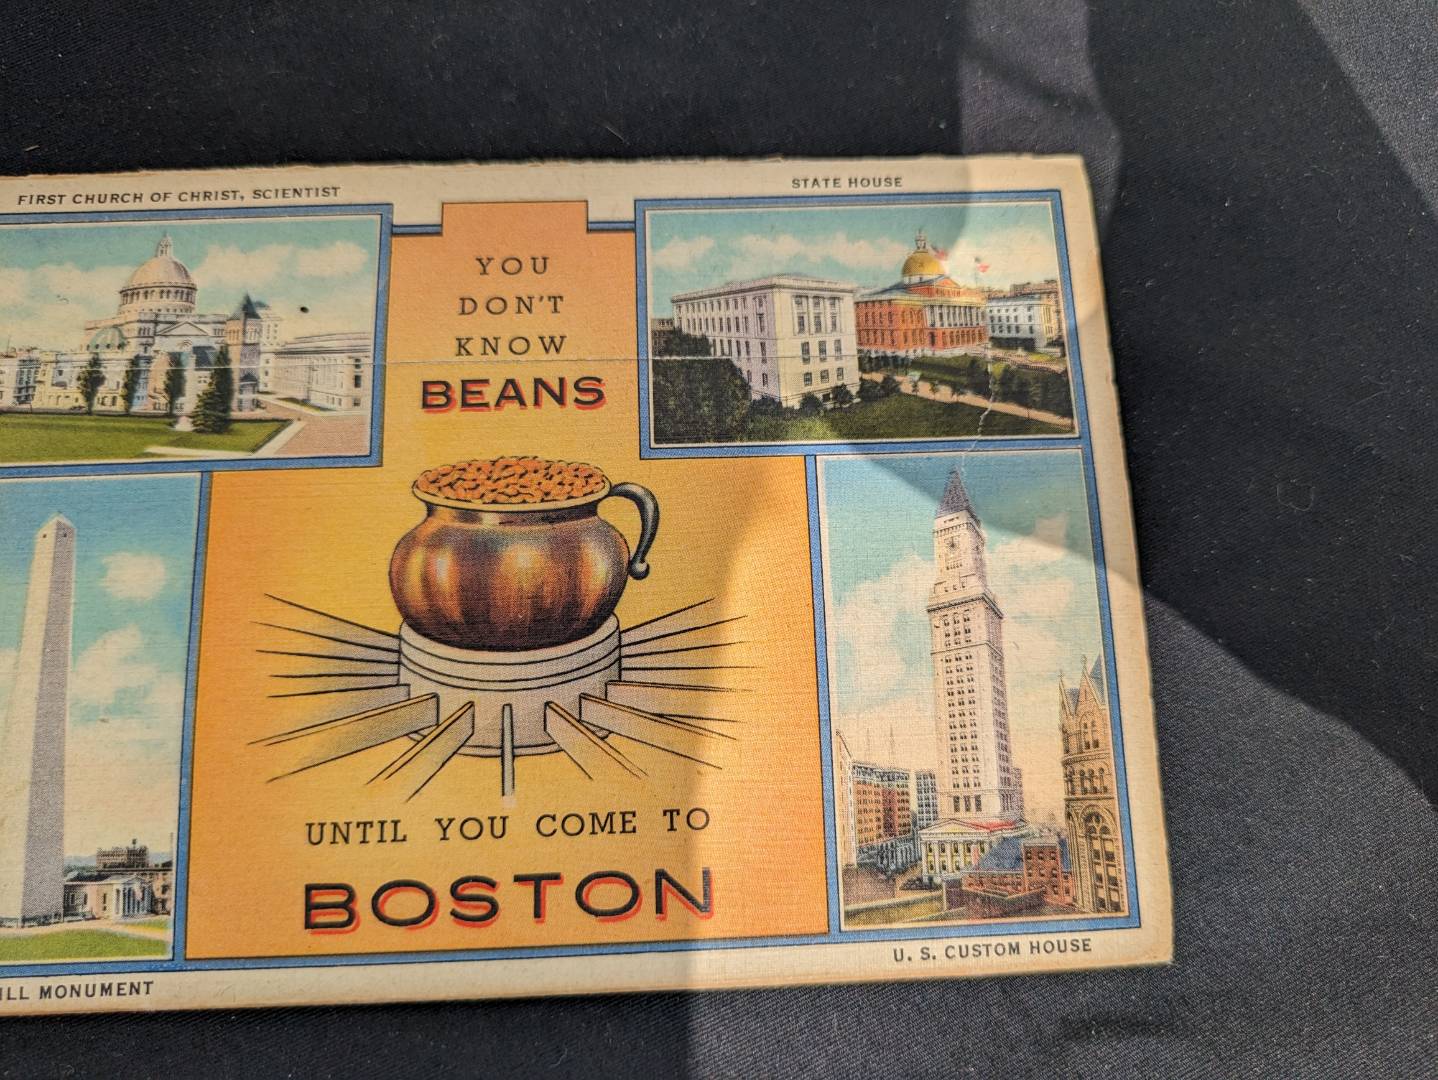 FIRST CHURCH OF CHRIST, SCIENTIST
STATE HOUSE
YOU
DON'T
KNOW
BEANS
UNTIL YOU COME TO
BOSTON
U. S. CUSTOM HOUSE
MONUMENT